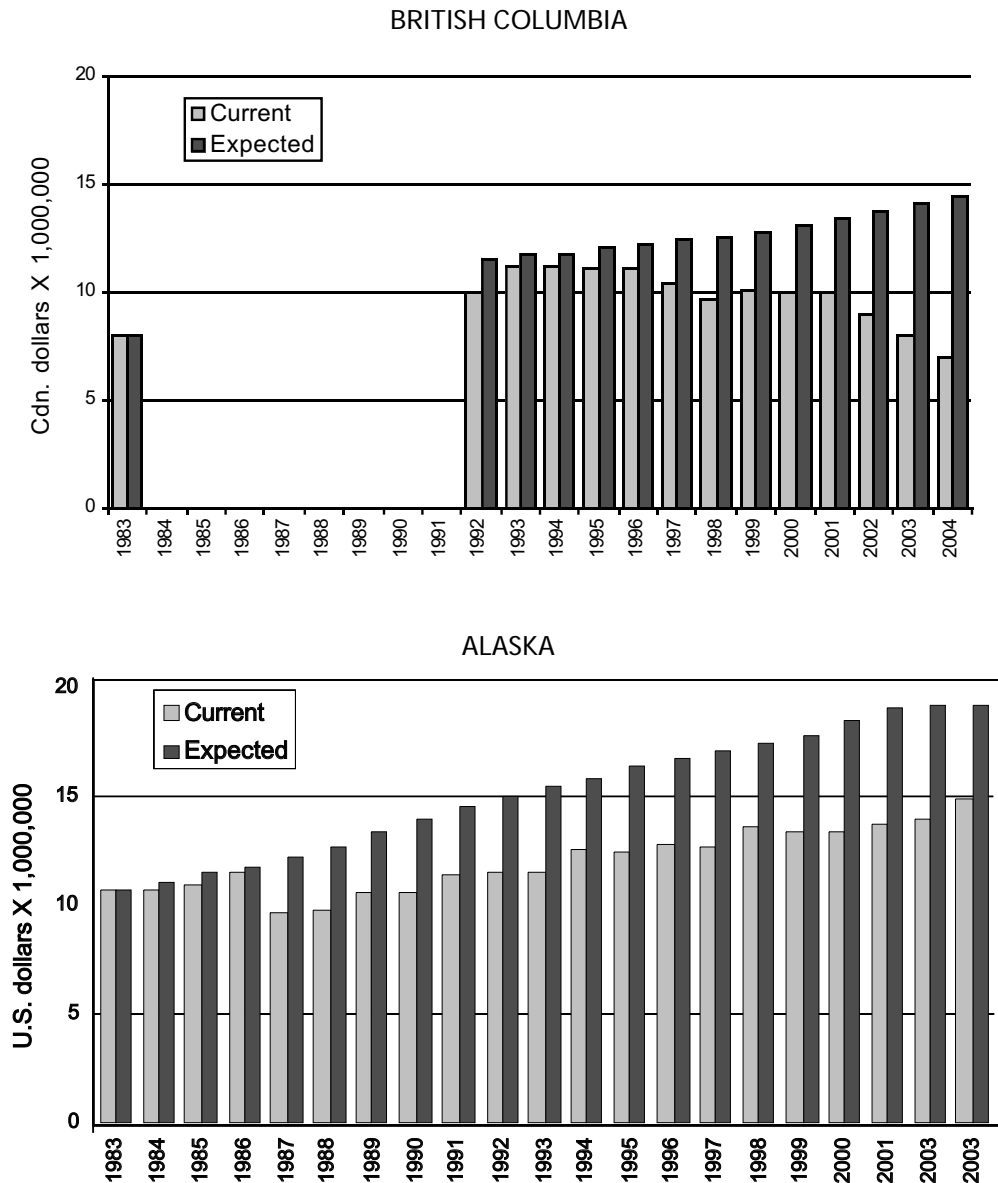 BRITISH COLUMBIA
20
15
10
5
0
Cdn. dollars X 1,000,000
Current
Expected
1983 1984 1985 1986 1987 1988 1989 1990 1991 1992 1993 1994 1995 1996 1997 1998 1999 2000 2001 2002 2003 2004
ALASKA
20
15
10
5
0
U.S. dollars X 1,000,000
Current
Expected
1983 1984 1985 1986 1987 1988 1989 1990 1991 1992 1993 1994 1995 1996 1997 1998 1999 2000 2001 2003 2003